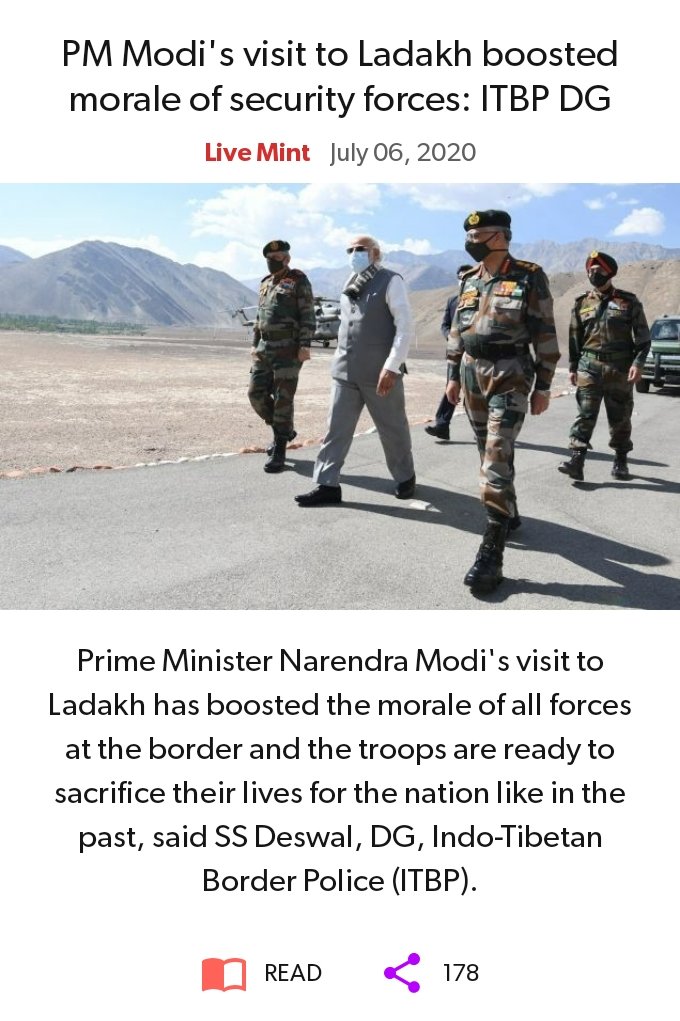 PM Modi's visit to Ladakh boosted
morale of security forces: ITBP DG
Live Mint July 06, 2020
Prime Minister Narendra Modi's visit to
Ladakh has boosted the morale of all forces
at the border and the troops are ready to
sacrifice their lives for the nation like in the
past, said SS Deswal, DG, Indo-Tibetan
Border Police (ITBP).
READ 178